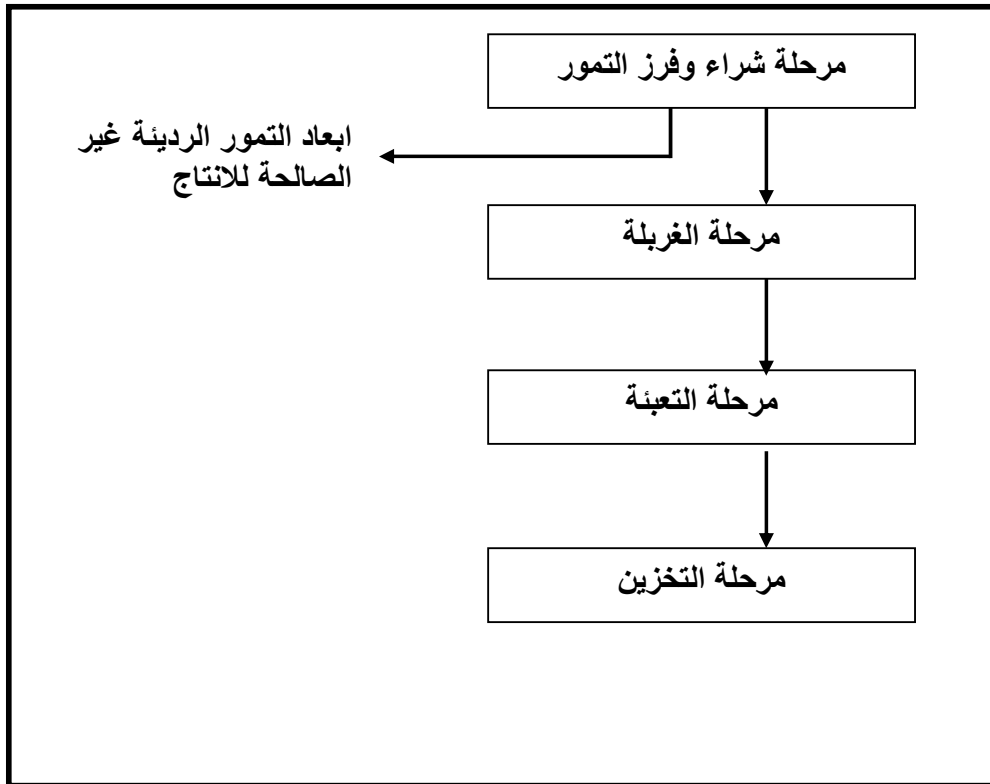 مرحلة شراء وفرز التمور
ابعاد التمور الرديئة غير
الصالحة للانتاج
مرحلة الغربلة
مرحلة التعبئة
مرحلة التخزين